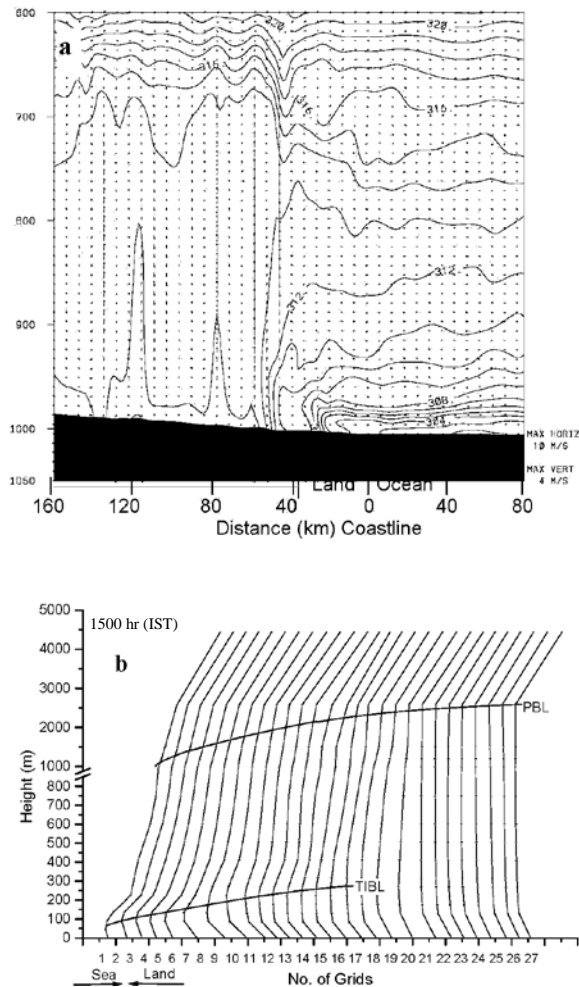 600
a
320.
320.
316.
316.
310.
700
800
312.
312.
900
308.
304.
1000
MAX HORIZ
10 M/S
MAX VERT
4 M/S
1050
Land Ocean
160 120 80 40 0 40 80
Distance (km) Coastline
5000
1500 hr (IST)
b
4000
3000
2000
PBL
1000
800
Height (m)
600
400
300
TIBL
200
100
0
1 2 3 4 5 6 7 8 9 10 11 12 13 14 15 16 17 18 19 20 21 22 23 24 25 26 27
Sea Land
No. of Grids